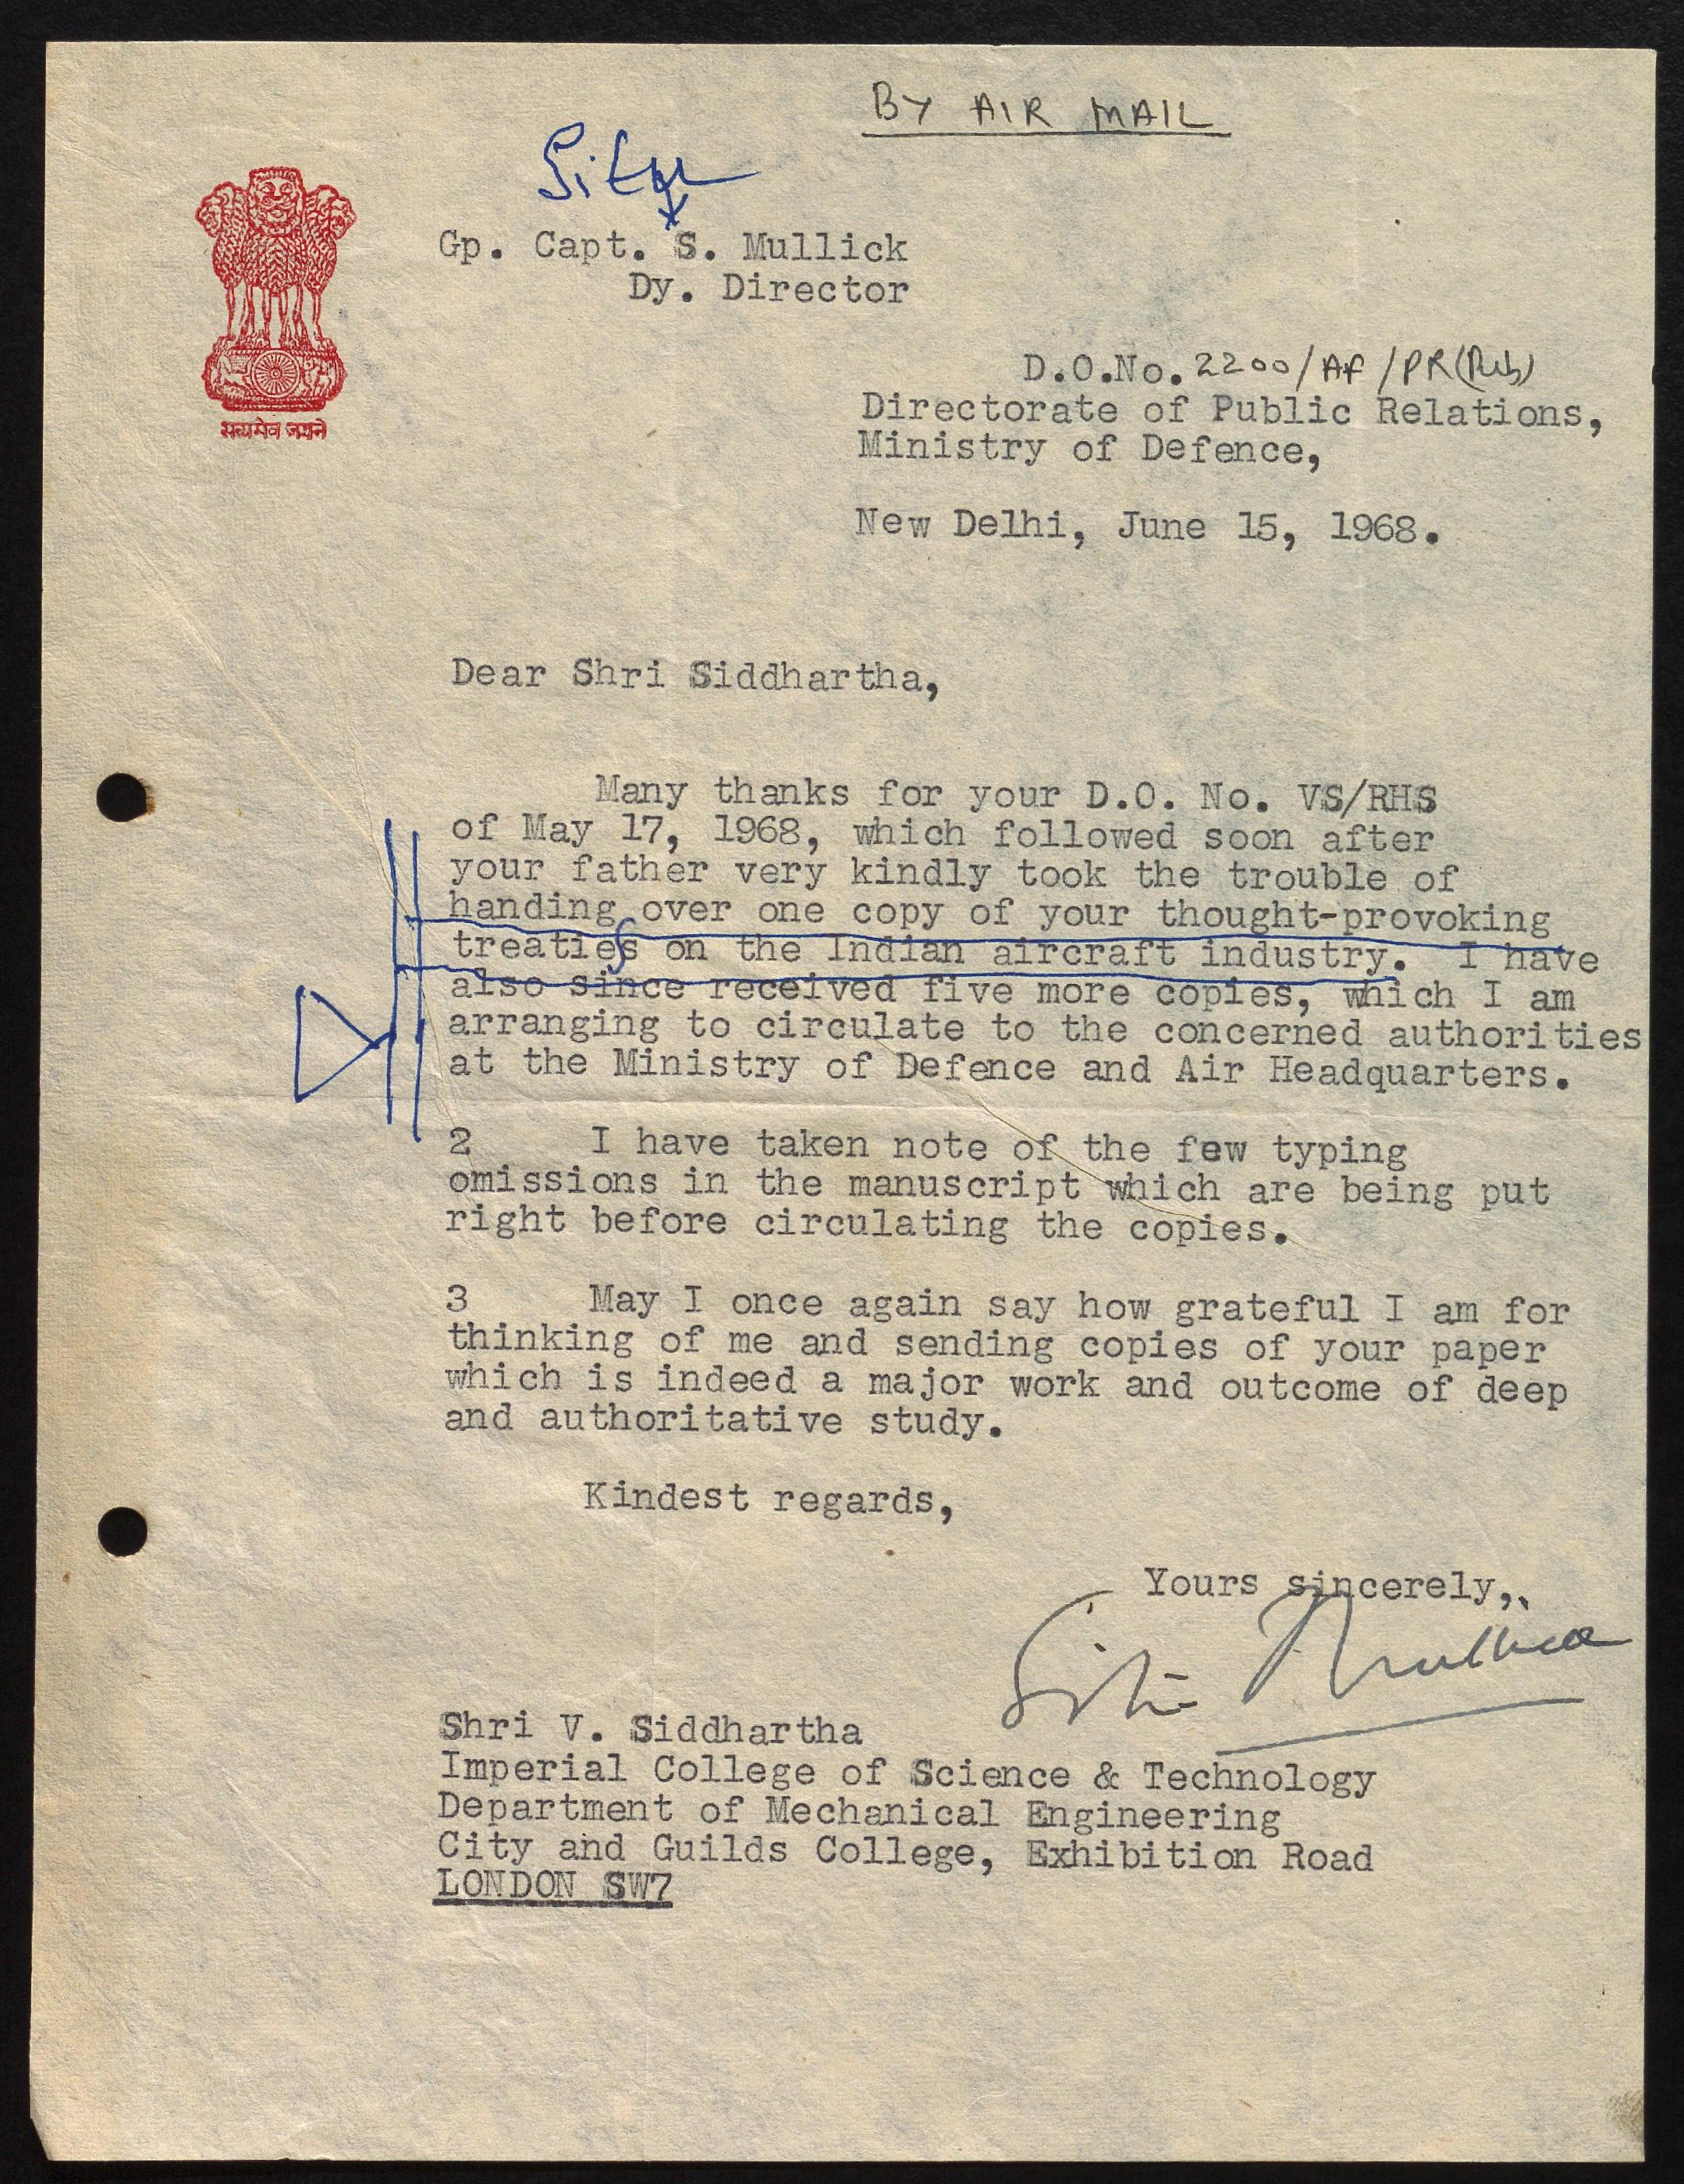 BY AIR MAIL
Situ
Gp. Capt. S. Mullick
Dy. Director
सत्यमेव जयते
D.O.No. 2200/AF/PR(Pub)
Directorate of Public Relations,
Ministry of Defence,
New Delhi, June 15, 1968.
Dear Shri Siddhartha,
Many thanks for your D.O. No. VS/RHS
of May 17, 1968, which followed soon after
your father very kindly took the trouble of
handing over one copy of your thought-provoking
treaties on the Indian aircraft industry. I have
also since received five more copies, which I am
arranging to circulate to the concerned authorities
at the Ministry of Defence and Air Headquarters.
2 I have taken note of the few typing
omissions in the manuscript which are being put
right before circulating the copies.
3 May I once again say how grateful I am for
thinking of me and sending copies of your paper
which is indeed a major work and outcome of deep
and authoritative study.
Kindest regards,
Yours sincerely,
Situ Mullick
Shri V. Siddhartha
Imperial College of Science & Technology
Department of Mechanical Engineering
City and Guilds College, Exhibition Road
LONDON SW7